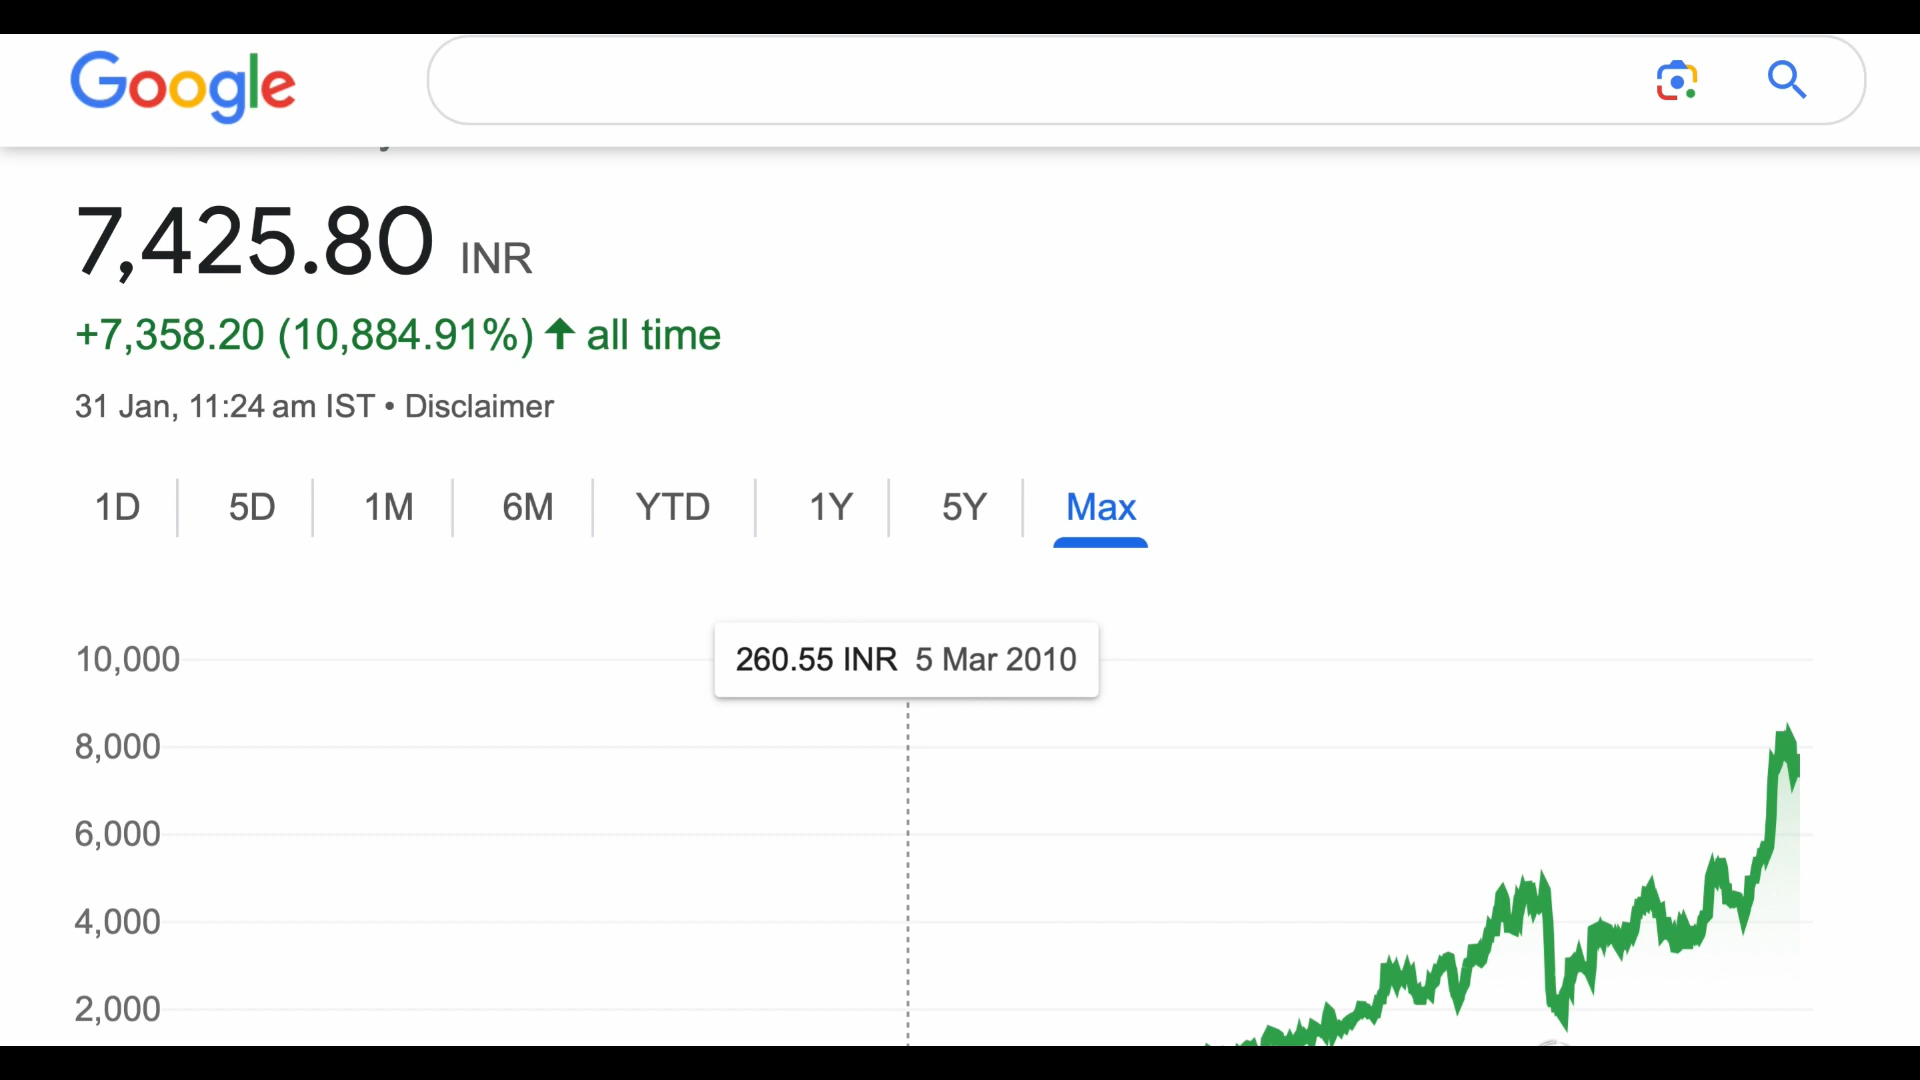 Google
7,425.80 INR
+7,358.20 (10,884.91%) ↑ all time
31 Jan, 11:24 am IST • Disclaimer
1D 5D 1M 6M YTD 1Y 5Y Max
260.55 INR 5 Mar 2010
10,000
8,000
6,000
4,000
2,000